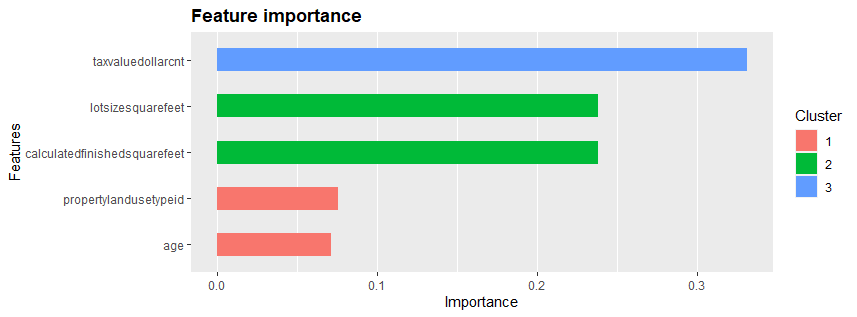 Feature importance
Features
taxvaluedollarcnt
lotsizesquarefeet
calculatedfinishedsquarefeet
propertylandusetypeid
age
0.0 0.1 0.2 0.3
Importance
Cluster
1
2
3